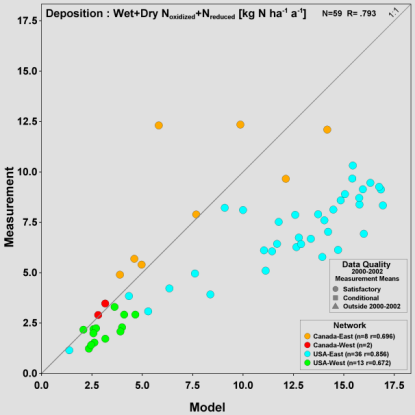 Deposition : Wet+Dry Noxidized+Nreduced [kg N ha-1 a-1] N=59 R= .793
1:1
Measurement
17.5
15.0
12.5
10.0
7.5
5.0
2.5
0.0
Data Quality
2000-2002
Measurement Means
Satisfactory
Conditional
Outside 2000-2002
Network
Canada-East (n=8 r=0.696)
Canada-West (n=2)
USA-East (n=36 r=0.856)
USA-West (n=13 r=0.672)
0.0 2.5 5.0 7.5 10.0 12.5 15.0 17.5
Model